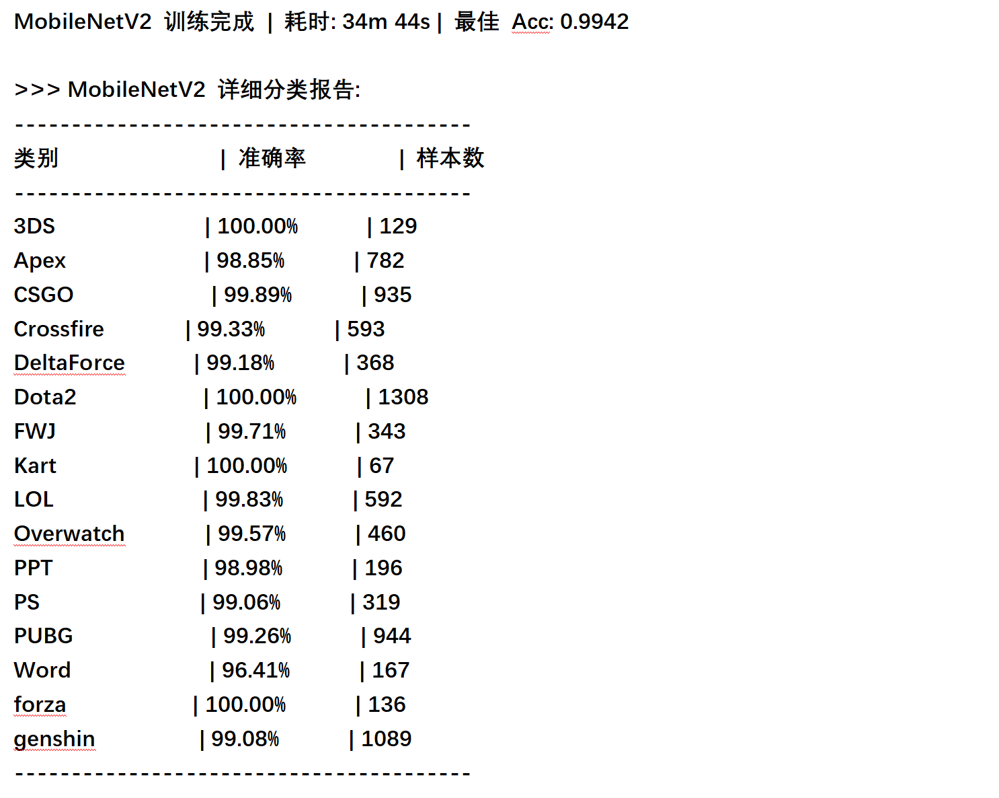 MobileNetV2 训练完成 | 耗时: 34m 44s | 最佳 Acc: 0.9942
>>> MobileNetV2 详细分类报告:
----------------------------------------
类别 | 准确率 | 样本数
----------------------------------------
3DS | 100.00% | 129
Apex | 98.85% | 782
CSGO | 99.89% | 935
Crossfire | 99.33% | 593
DeltaForce | 99.18% | 368
Dota2 | 100.00% | 1308
FWJ | 99.71% | 343
Kart | 100.00% | 67
LOL | 99.83% | 592
Overwatch | 99.57% | 460
PPT | 98.98% | 196
PS | 99.06% | 319
PUBG | 99.26% | 944
Word | 96.41% | 167
forza | 100.00% | 136
genshin | 99.08% | 1089
----------------------------------------